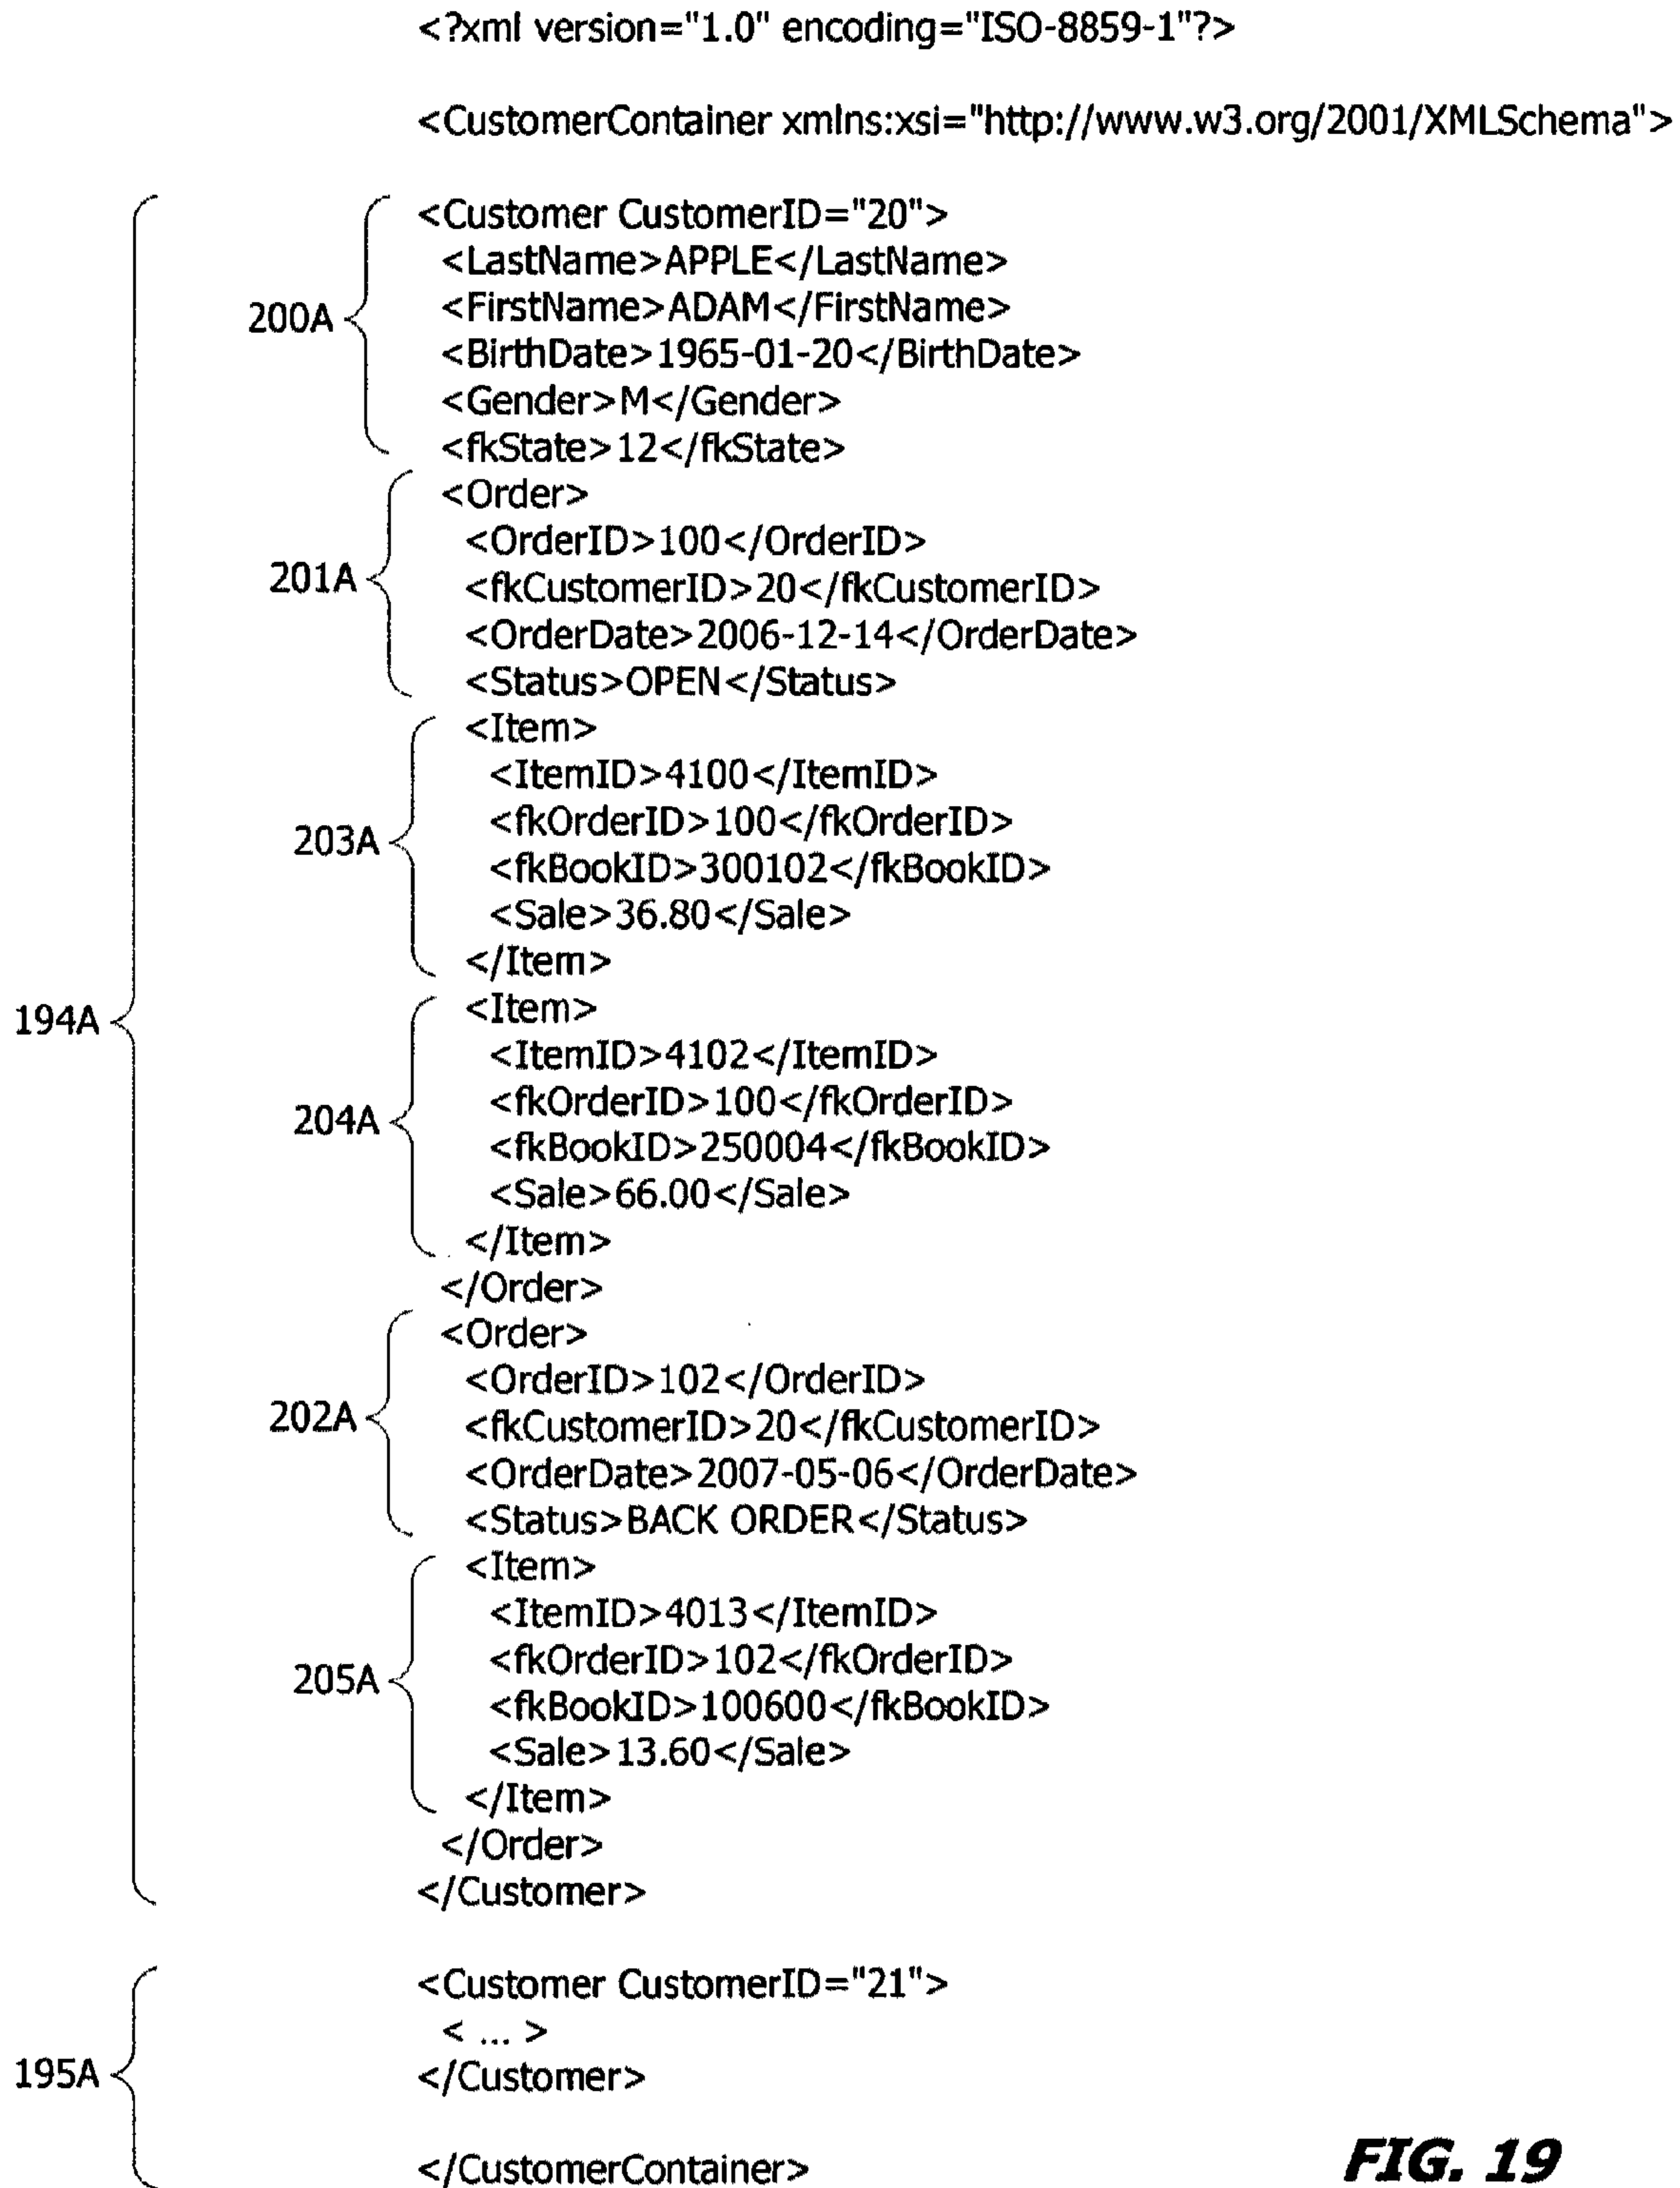 <?xml version="1.0" encoding="ISO-8859-1"?>
<CustomerContainer xmlns:xsi="http://www.w3.org/2001/XMLSchema">
<Customer CustomerID="20">
<LastName>APPLE</LastName>
<FirstName>ADAM</FirstName>
200A
<BirthDate>1965-01-20</BirthDate>
<Gender>M</Gender>
<fkState>12</fkState>
<Order>
<OrderID>100</OrderID>
201A
<fkCustomerID>20</fkCustomerID>
<OrderDate>2006-12-14</OrderDate>
<Status>OPEN</Status>
<Item>
<ItemID>4100</ItemID>
<fkOrderID>100</fkOrderID>
203A
<fkBookID>300102</fkBookID>
<Sale>36.80</Sale>
</Item>
194A
<Item>
<ItemID>4102</ItemID>
<fkOrderID>100</fkOrderID>
204A
<fkBookID>250004</fkBookID>
<Sale>66.00</Sale>
</Item>
</Order>
<Order>
<OrderID>102</OrderID>
202A
<fkCustomerID>20</fkCustomerID>
<OrderDate>2007-05-06</OrderDate>
<Status>BACK ORDER</Status>
<Item>
<ItemID>4013</ItemID>
<fkOrderID>102</fkOrderID>
205A
<fkBookID>100600</fkBookID>
<Sale>13.60</Sale>
</Item>
</Order>
</Customer>
<Customer CustomerID="21">
< ... >
195A
</Customer>
</CustomerContainer>
FIG. 19